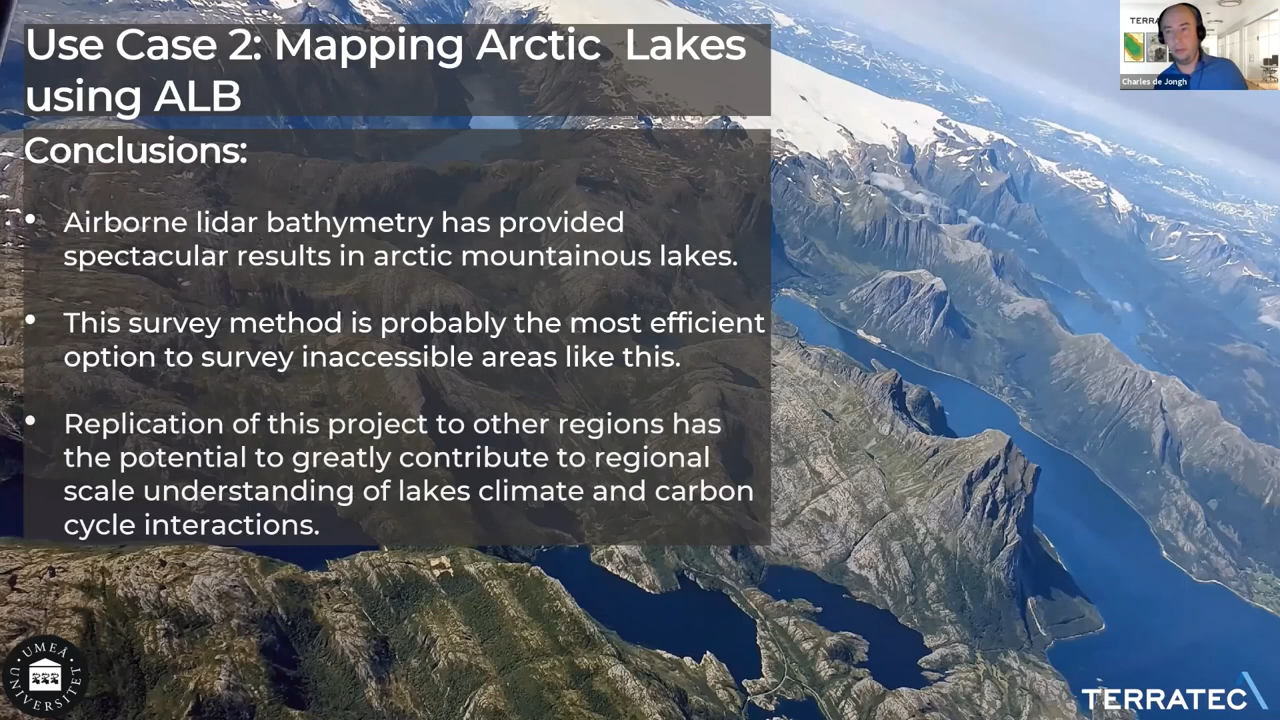 Use Case 2: Mapping Arctic Lakes
using ALB
Conclusions:
• Airborne lidar bathymetry has provided
spectacular results in arctic mountainous lakes.
• This survey method is probably the most efficient
option to survey inaccessible areas like this.
• Replication of this project to other regions has
the potential to greatly contribute to regional
scale understanding of lakes climate and carbon
cycle interactions.
TERRA
Charles de Jongh
UMEÅ UNIVERSITET
TERRATEC